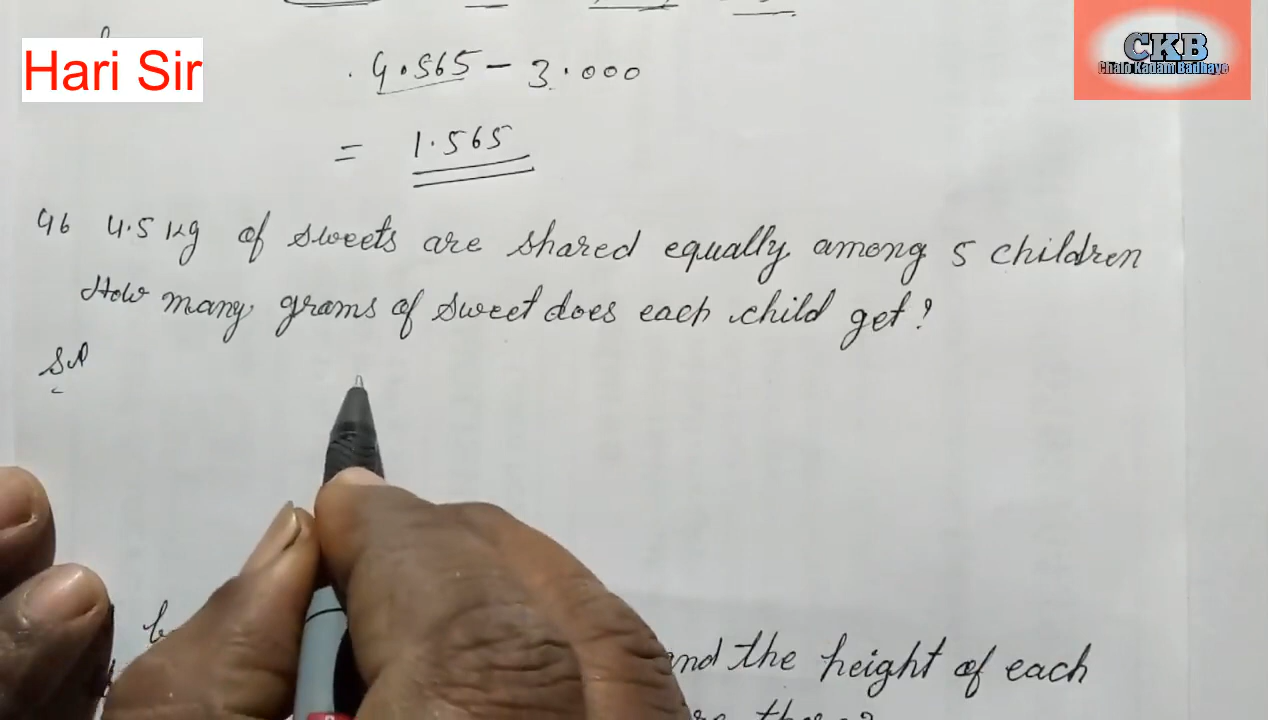 Hari Sir
CKB
Chalo Kadam Badhaye
4.565 - 3.000
= 1.565
46 4.5 kg of sweets are shared equally among 5 children
How many grams of sweet does each child get?
Sol
and the height of each